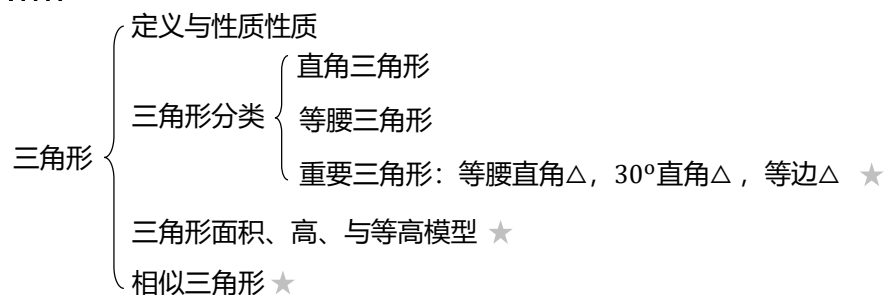 定义与性质性质
直角三角形
三角形分类
等腰三角形
三角形
重要三角形：等腰直角△，30º直角△，等边△ ★
三角形面积、高、与等高模型 ★
相似三角形 ★